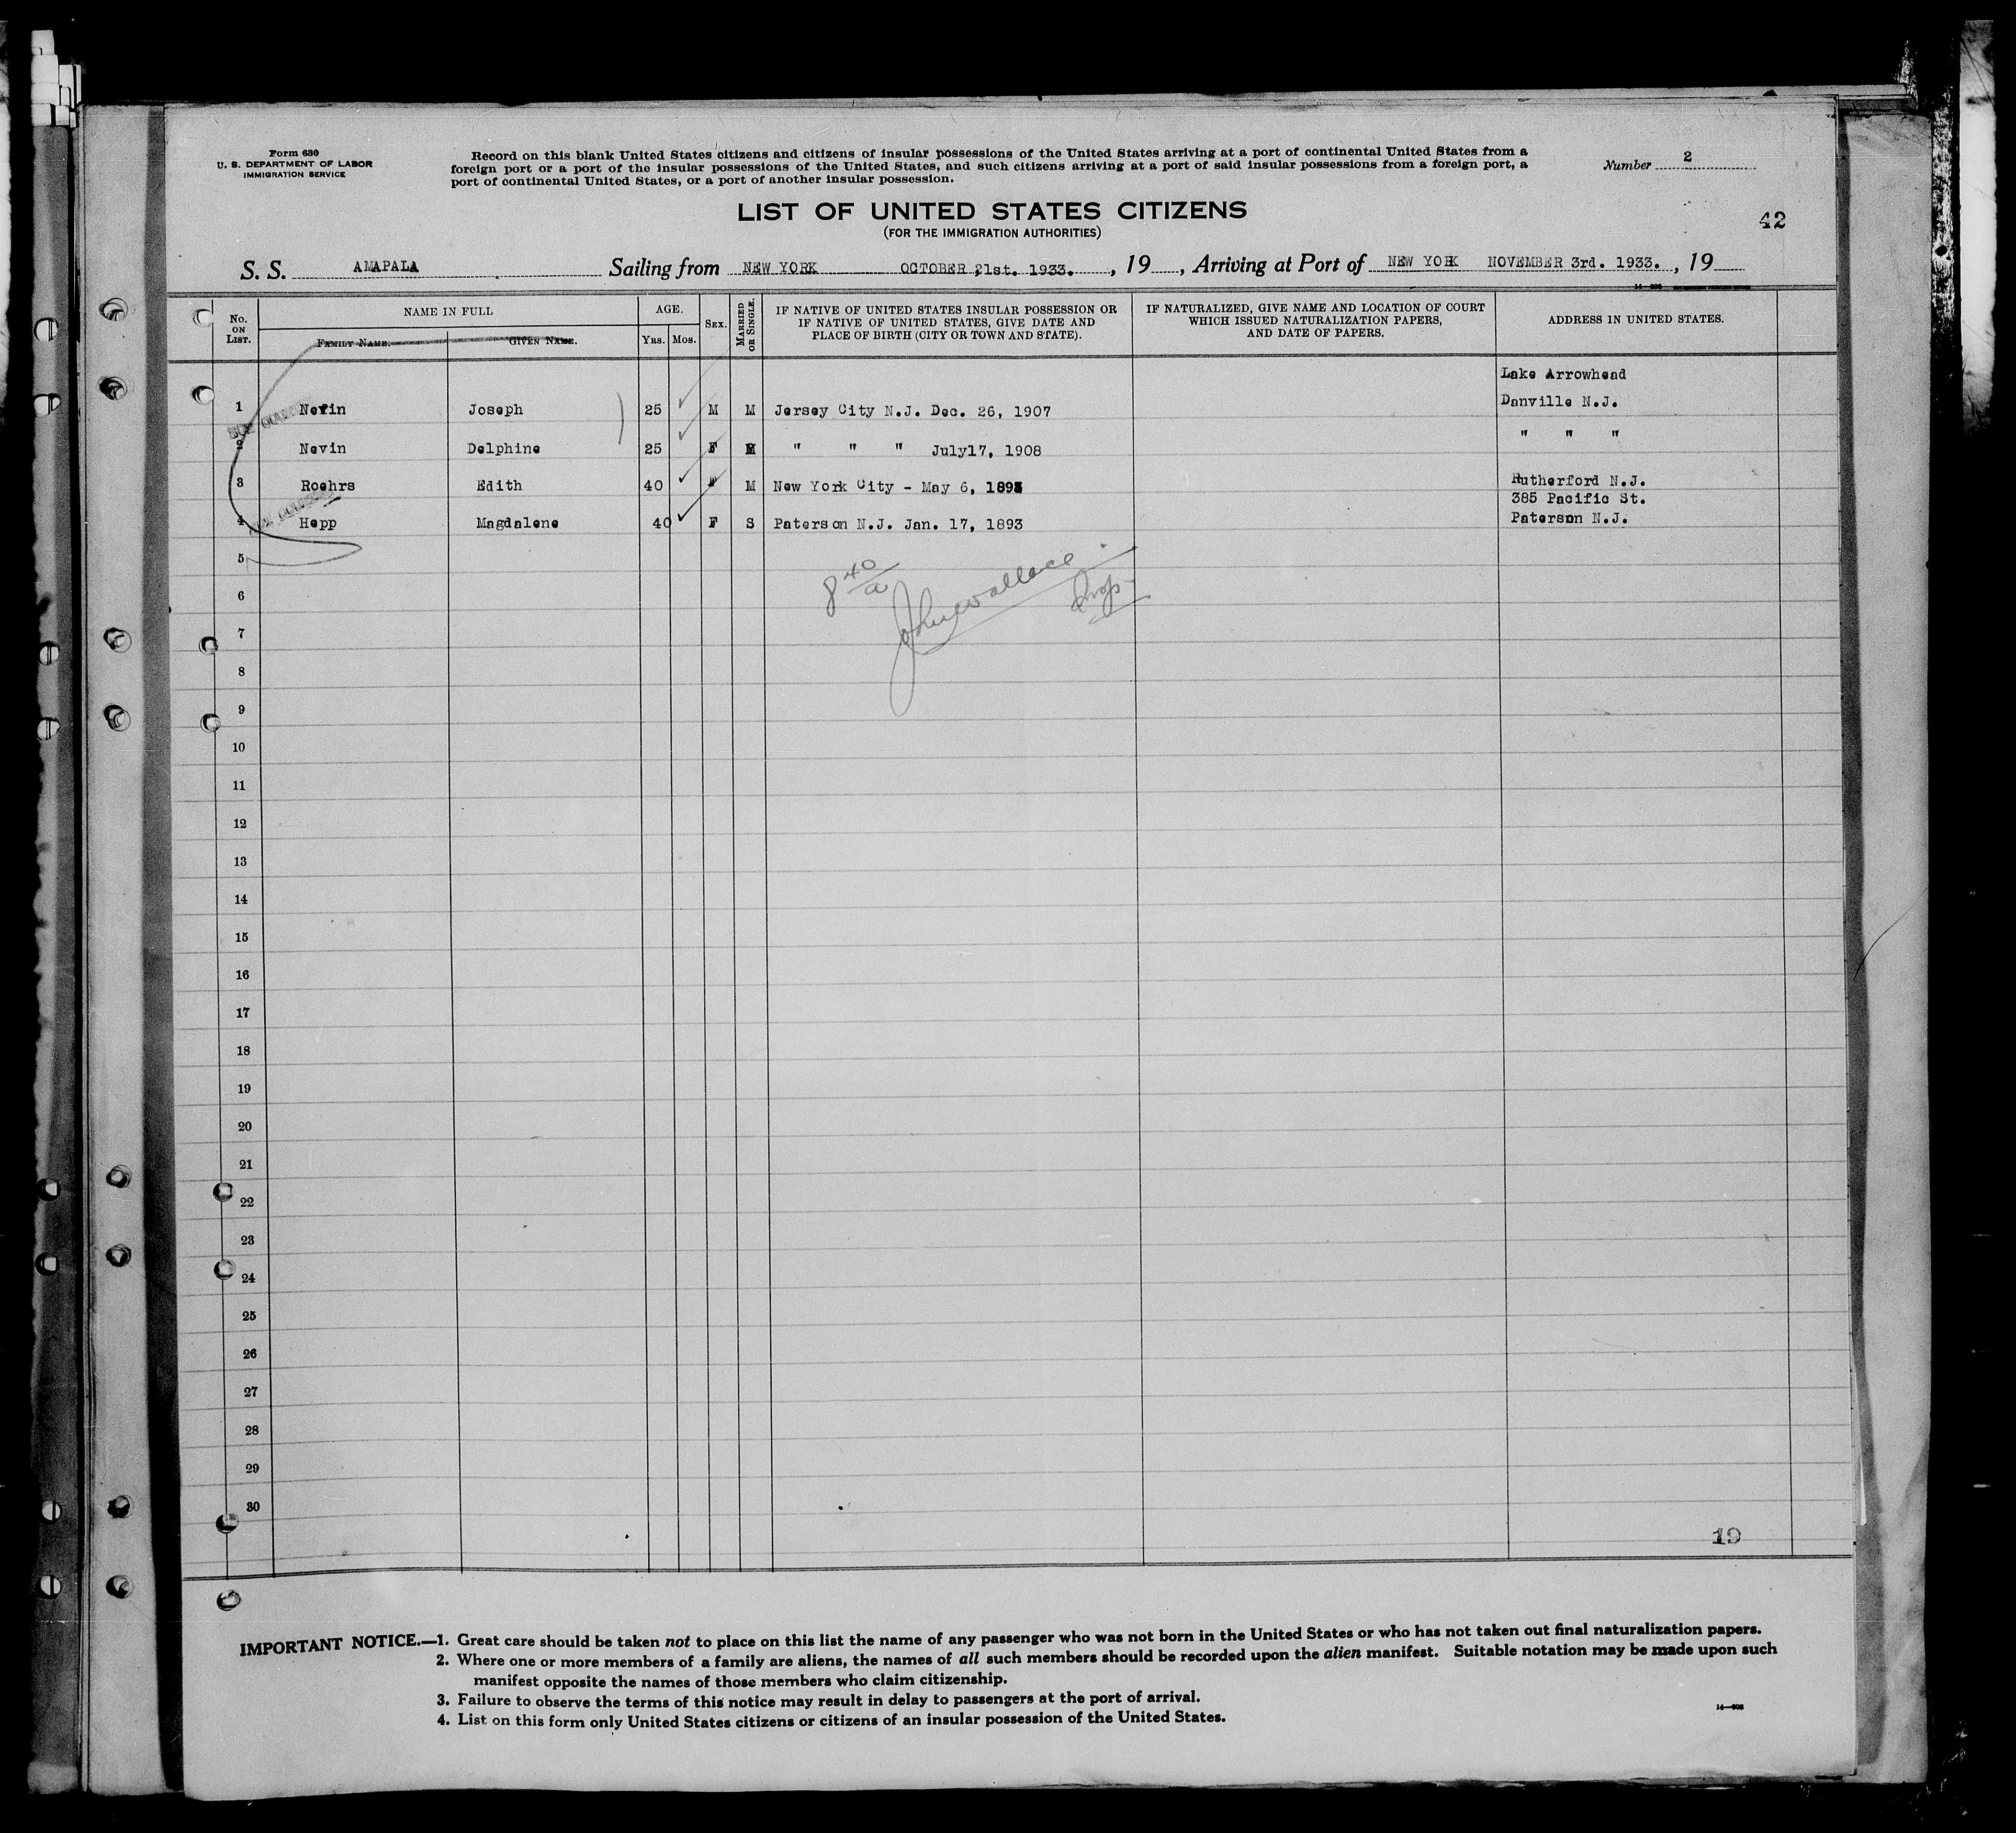 Form 630
U. S. DEPARTMENT OF LABOR
IMMIGRATION SERVICE
Record on this blank United States citizens and citizens of insular possessions of the United States arriving at a port of continental United States from a
foreign port or a port of the insular possessions of the United States, and such citizens arriving at a port of said insular possessions from a foreign port, a
port of continental United States, or a port of another insular possession.
Number 2
LIST OF UNITED STATES CITIZENS
(FOR THE IMMIGRATION AUTHORITIES)
42
S. S. AMAPALA Sailing from NEW YORK OCTOBER 21st. 1933. , 19 , Arriving at Port of NEW YORK NOVEMBER 3rd. 1933. , 19
No. ON LIST. NAME IN FULL FAMILY NAME. GIVEN NAME. AGE. YRS. MOS. SEX. MARRIED OR SINGLE. IF NATIVE OF UNITED STATES INSULAR POSSESSION OR IF NATIVE OF UNITED STATES, GIVE DATE AND PLACE OF BIRTH (CITY OR TOWN AND STATE). IF NATURALIZED, GIVE NAME AND LOCATION OF COURT WHICH ISSUED NATURALIZATION PAPERS, AND DATE OF PAPERS. ADDRESS IN UNITED STATES.
Lake Arrowhead
1 Nevin Joseph 25 M M Jersey City N.J. Dec. 26, 1907 Danville N.J.
2 Nevin Delphine 25 F M " " " July17, 1908 " " "
3 Roehrs Edith 40 F M New York City - May 6, 1893 Rutherford N.J.
385 Pacific St.
4 Hepp Magdalene 40 F S Paterson N.J. Jan. 17, 1893 Paterson N.J.
5
8 40/a
John Wallace
Insp
6
7
8
9
10
11
12
13
14
15
16
17
18
19
20
21
22
23
24
25
26
27
28
29
30
19
IMPORTANT NOTICE.—1. Great care should be taken not to place on this list the name of any passenger who was not born in the United States or who has not taken out final naturalization papers.
2. Where one or more members of a family are aliens, the names of all such members should be recorded upon the alien manifest. Suitable notation may be made upon such
manifest opposite the names of those members who claim citizenship.
3. Failure to observe the terms of this notice may result in delay to passengers at the port of arrival.
4. List on this form only United States citizens or citizens of an insular possession of the United States.